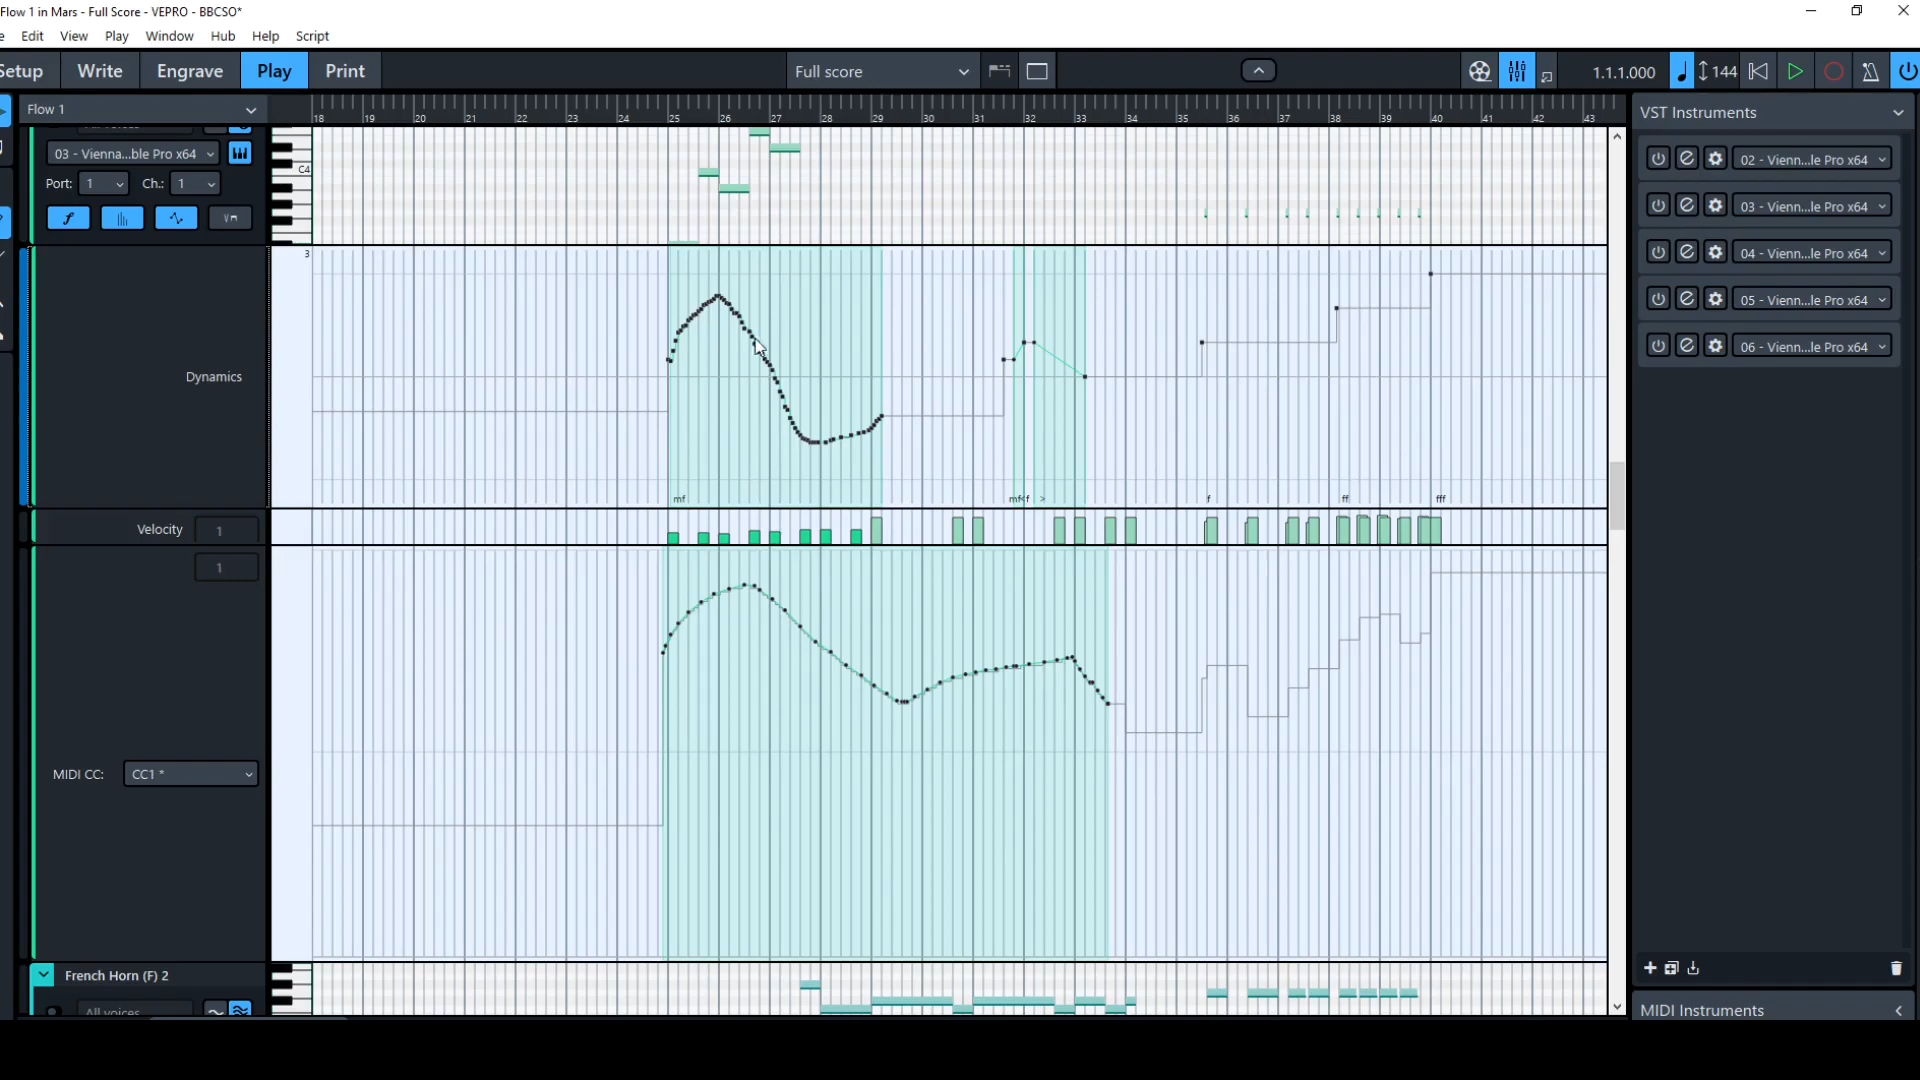 Flow 1 in Mars - Full Score - VEPRO - BBCSO*
e Edit View Play Window Hub Help Script
Setup Write Engrave Play Print Full score 1.1.1.000 144
Flow 1
18 19 20 21 22 23 24 25 26 27 28 29 30 31 32 33 34 35 36 37 38 39 40 41 42 43
VST Instruments
03 - Vienna...ble Pro x64
C4
Port: 1 Ch.: 1
02 - Vienn...le Pro x64
03 - Vienn...le Pro x64
04 - Vienn...le Pro x64
05 - Vienn...le Pro x64
06 - Vienn...le Pro x64
3
Dynamics
mf mf<f > f ff fff
Velocity 1
1
MIDI CC: CC1 *
French Horn (F) 2
All voices
MIDI Instruments